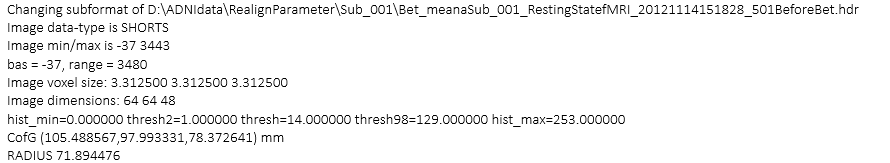 Changing subformat of D:\ADNIdata\RealignParameter\Sub_001\Bet_meanaSub_001_RestingStatefMRI_20121114151828_501BeforeBet.hdr
Image data-type is SHORTS
Image min/max is -37 3443
bas = -37, range = 3480
Image voxel size: 3.312500 3.312500 3.312500
Image dimensions: 64 64 48
hist_min=0.000000 thresh2=1.000000 thresh=14.000000 thresh98=129.000000 hist_max=253.000000
CofG (105.488567,97.993331,78.372641) mm
RADIUS 71.894476